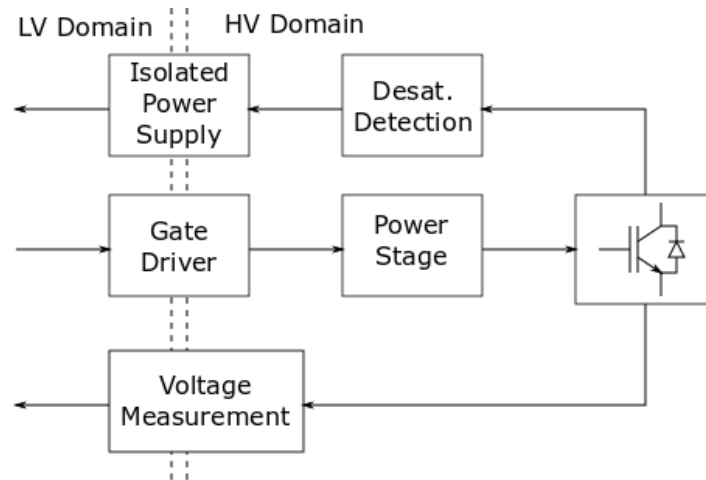 LV Domain
HV Domain
Isolated
Power
Supply
Desat.
Detection
Gate
Driver
Power
Stage
Voltage
Measurement